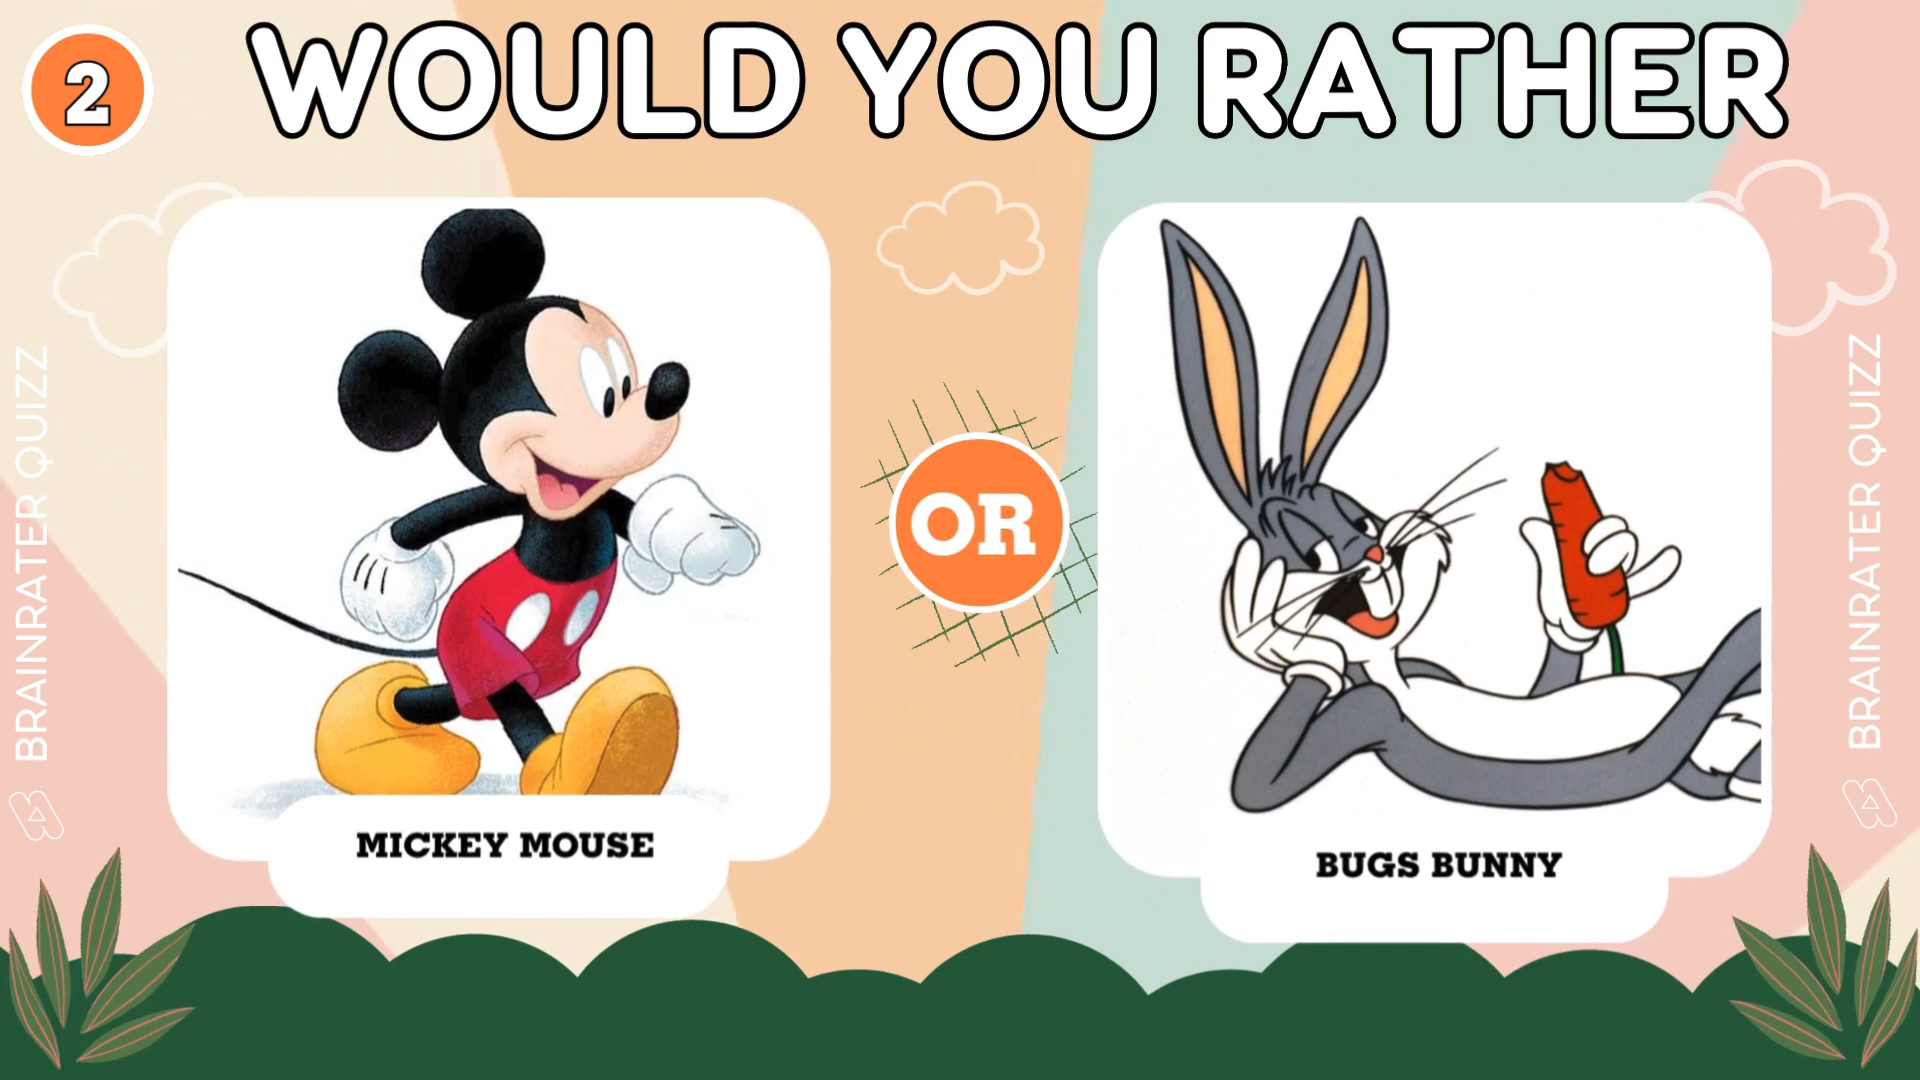 2
WOULD YOU RATHER
OR
MICKEY MOUSE
BUGS BUNNY
BRAINRATER QUIZZ
BRAINRATER QUIZZ